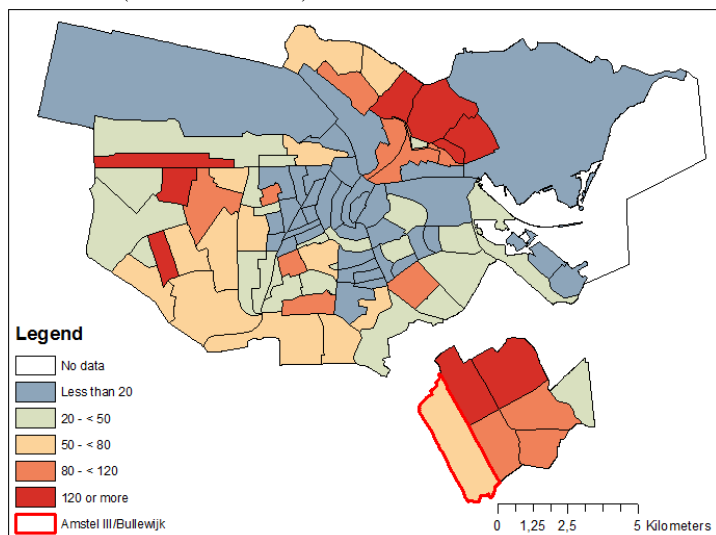 Legend
No data
Less than 20
20 - < 50
50 - < 80
80 - < 120
120 or more
Amstel III/Bullewijk
0 1,25 2,5 5 Kilometers